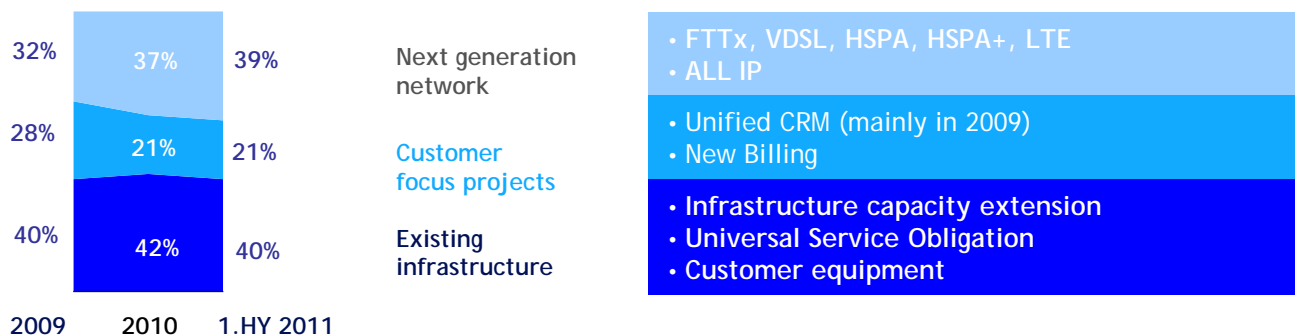 32%
37%
39%
Next generation
network
• FTTx, VDSL, HSPA, HSPA+, LTE
• ALL IP
28%
21%
21%
Customer
focus projects
• Unified CRM (mainly in 2009)
• New Billing
40%
42%
40%
Existing
infrastructure
• Infrastructure capacity extension
• Universal Service Obligation
• Customer equipment
2009 2010 1.HY 2011